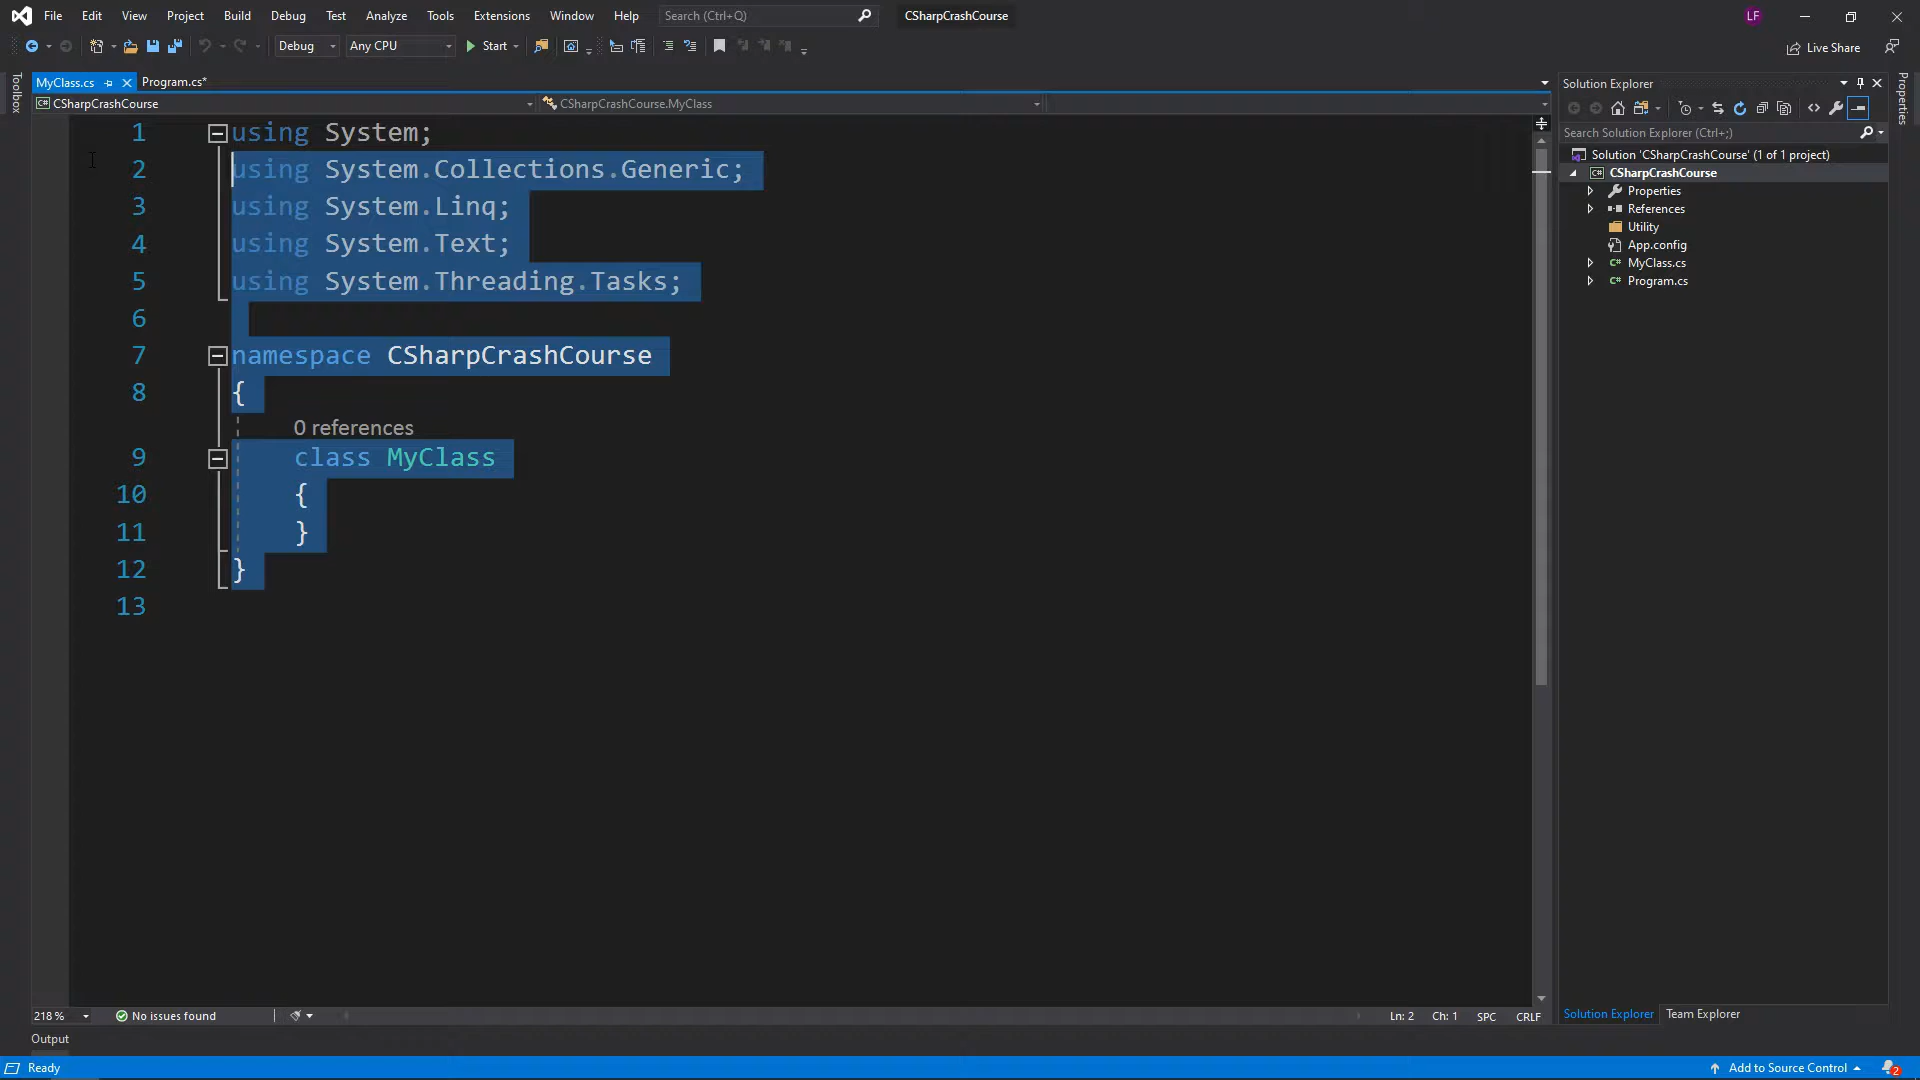 File Edit View Project Build Debug Test Analyze Tools Extensions Window Help Search (Ctrl+Q) CSharpCrashCourse LF
Debug Any CPU Start Live Share
Toolbox
MyClass.cs Program.cs*
CSharpCrashCourse CSharpCrashCourse.MyClass
1 using System;
2 using System.Collections.Generic;
3 using System.Linq;
4 using System.Text;
5 using System.Threading.Tasks;
6
7 namespace CSharpCrashCourse
8 {
0 references
9 class MyClass
10 {
11 }
12 }
13
218 % No issues found Ln: 2 Ch: 1 SPC CRLF
Output
Solution Explorer
Search Solution Explorer (Ctrl+;)
Solution 'CSharpCrashCourse' (1 of 1 project)
CSharpCrashCourse
Properties
References
Utility
App.config
C# MyClass.cs
C# Program.cs
Solution Explorer Team Explorer
Properties
Ready Add to Source Control 2